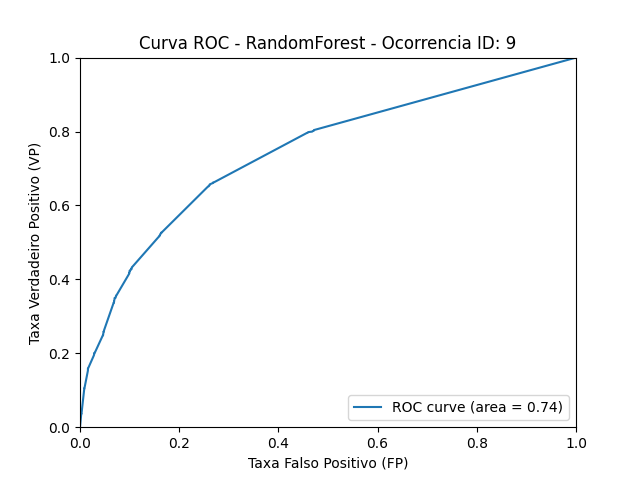 Curva ROC - RandomForest - Ocorrencia ID: 9
Taxa Verdadeiro Positivo (VP)
1.0
0.8
0.6
0.4
0.2
0.0
ROC curve (area = 0.74)
0.0 0.2 0.4 0.6 0.8 1.0
Taxa Falso Positivo (FP)